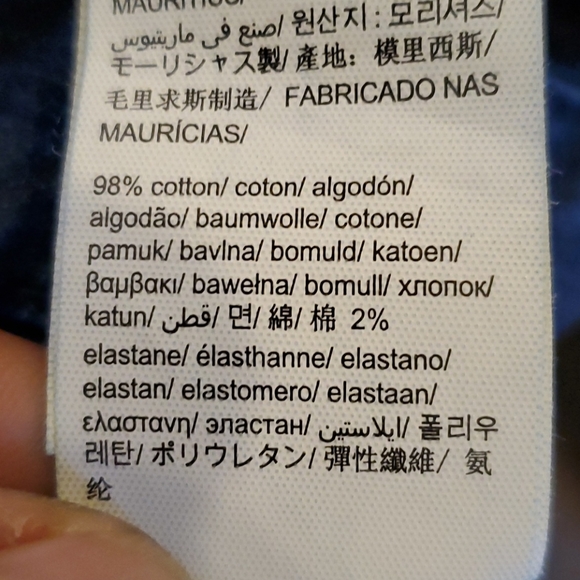 MAURITIUS/
صنع في ماريتيوس/ 원산지 : 모리셔스/
モーリシャス製/ 產地： 模里西斯/
毛里求斯制造/ FABRICADO NAS
MAURÍCIAS/
98% cotton/ coton/ algodón/
algodão/ baumwolle/ cotone/
pamuk/ bavlna/ bomuld/ katoen/
βαμβακι/ bawełna/ bomull/ хлопок/
katun/ قطن/ 면/ 綿/ 棉 2%
elastane/ élasthanne/ elastano/
elastan/ elastomero/ elastaan/
ελαστανη/ эластан/ ايلاستين/ 폴리우
레탄/ ポリウレタン/ 彈性纖維/ 氨
纶